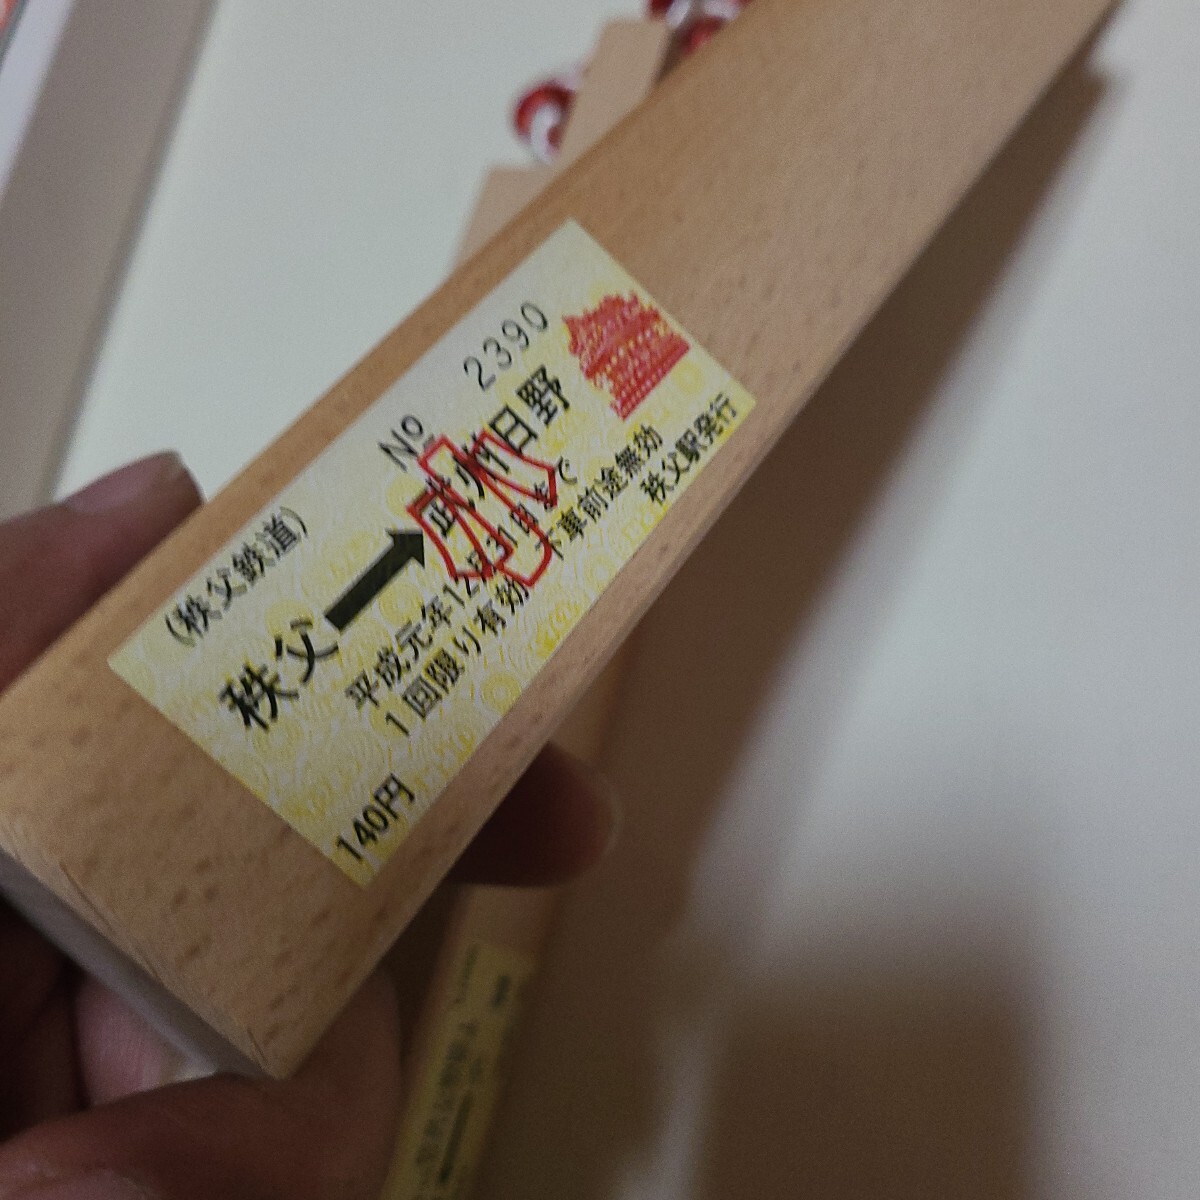 (秩父鉄道)
No 2390
秩父→武州日野
平成元年12月31日まで
1回限り有効 下車前途無効
140円
秩父駅発行
小